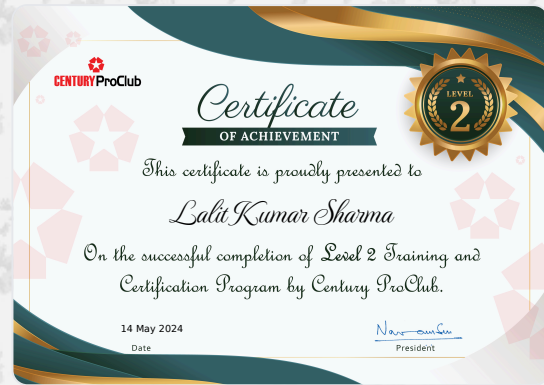 CENTURY ProClub
Certificate
OF ACHIEVEMENT
LEVEL
2
This certificate is proudly presented to
Lalit Kumar Sharma
On the successful completion of Level 2 Training and
Certification Program by Century ProClub.
14 May 2024
Date
President